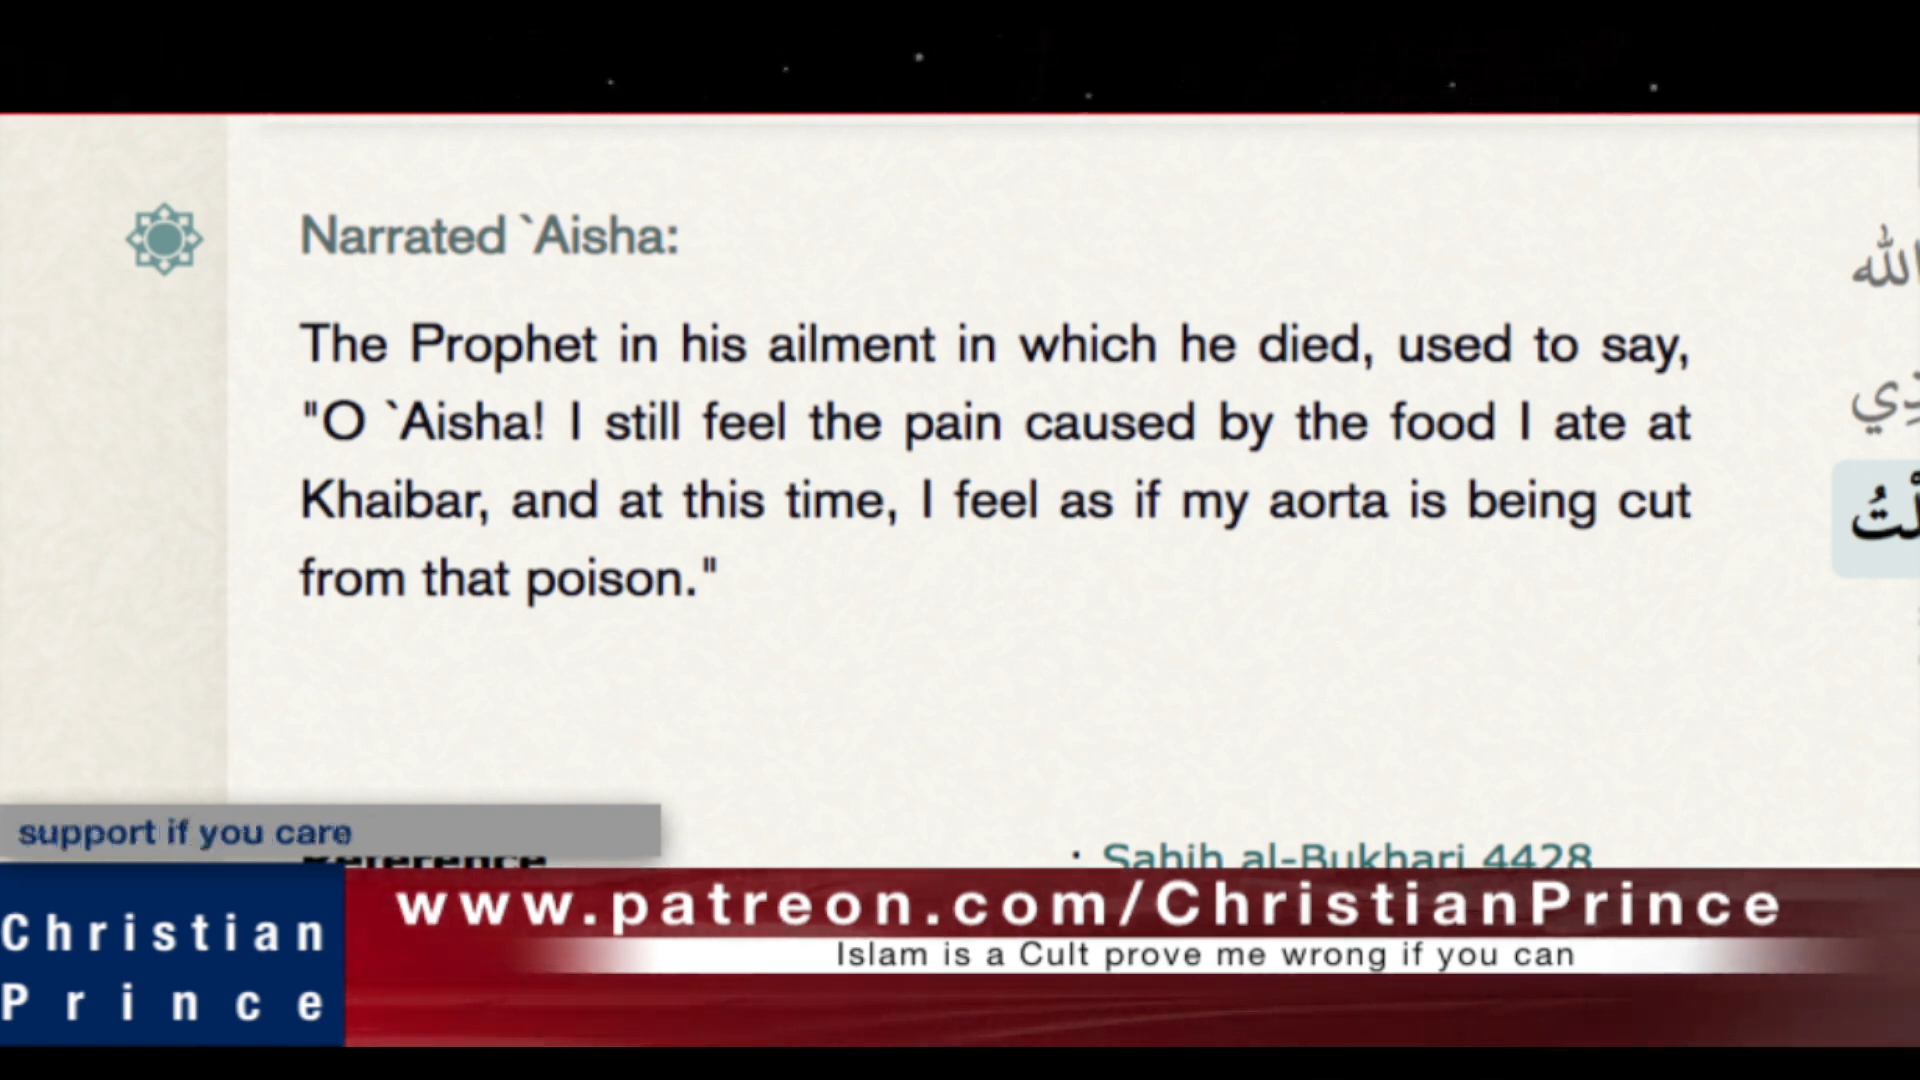 Narrated `Aisha:
The Prophet in his ailment in which he died, used to say,
"O `Aisha! I still feel the pain caused by the food I ate at
Khaibar, and at this time, I feel as if my aorta is being cut
from that poison."
الله
support if you care
Reference : Sahih al-Bukhari 4428
Christian
Prince
www.patreon.com/ChristianPrince
Islam is a Cult prove me wrong if you can